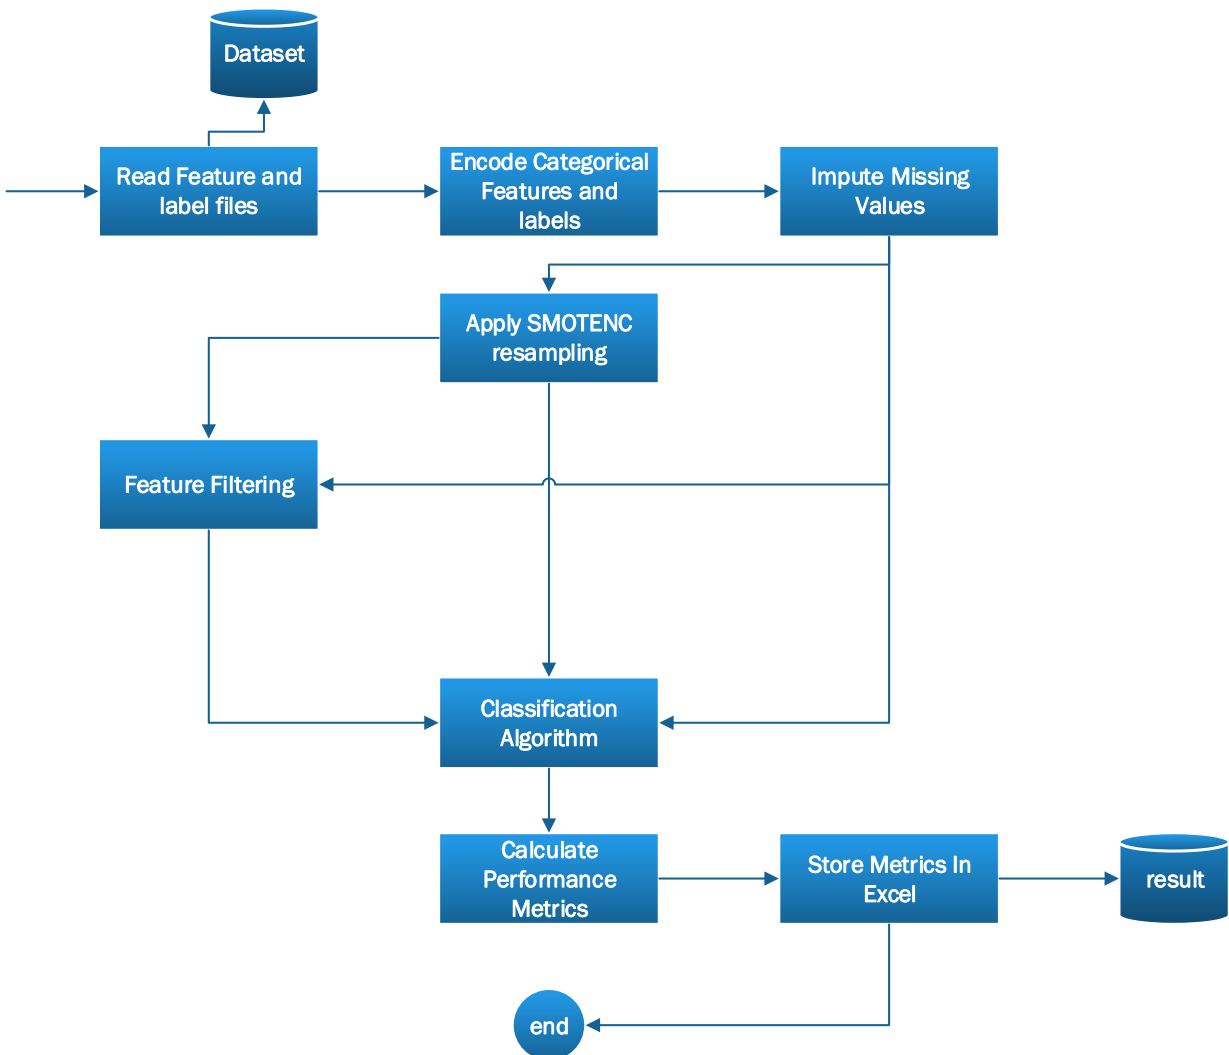 Dataset
Read Feature and
label files
Encode Categorical
Features and
labels
Impute Missing
Values
Apply SMOTENC
resampling
Feature Filtering
Classification
Algorithm
Calculate
Performance
Metrics
Store Metrics In
Excel
result
end